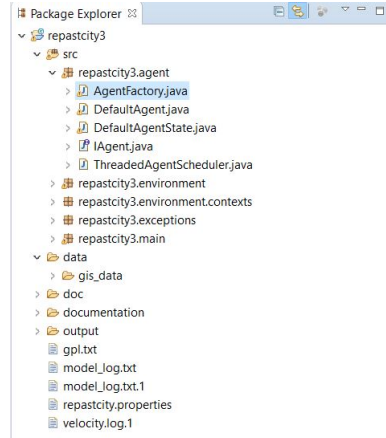 Package Explorer
repastcity3
src
repastcity3.agent
AgentFactory.java
DefaultAgent.java
DefaultAgentState.java
IAgent.java
ThreadedAgentScheduler.java
repastcity3.environment
repastcity3.environment.contexts
repastcity3.exceptions
repastcity3.main
data
gis_data
doc
documentation
output
gpl.txt
model_log.txt
model_log.txt.1
repastcity.properties
velocity.log.1